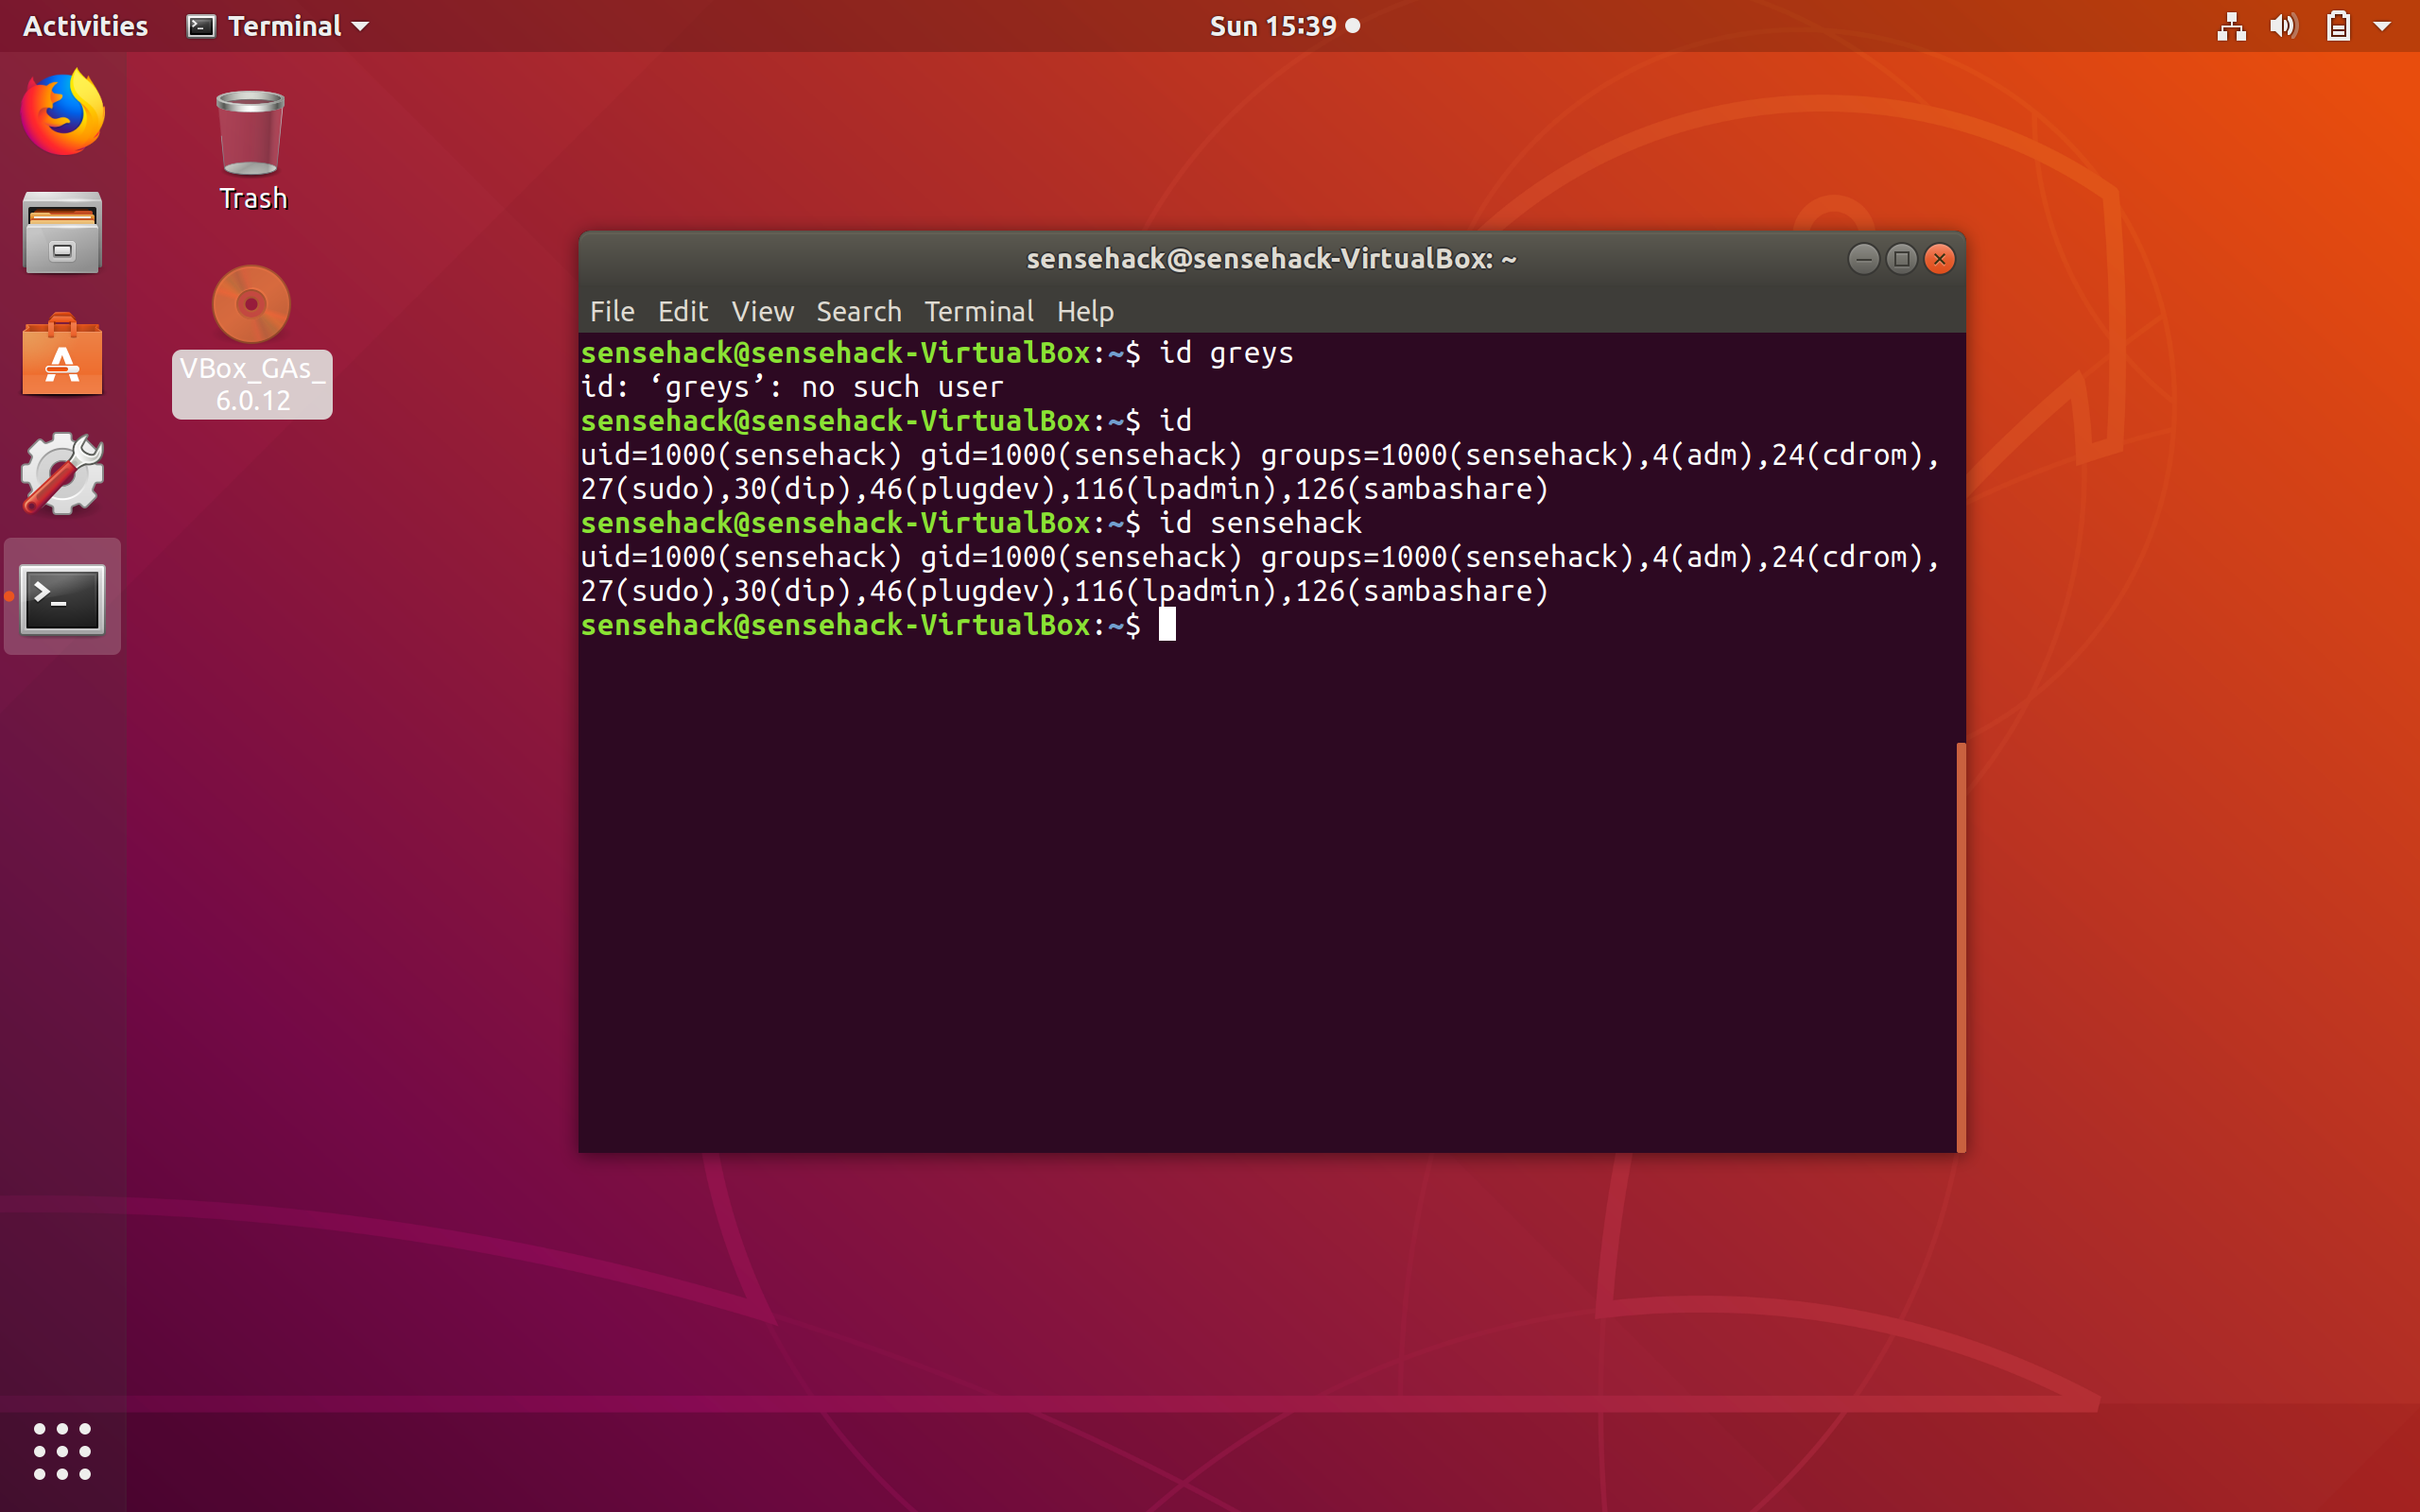 Activities Terminal Sun 15:39
Trash
VBox_GAs_
6.0.12
sensehack@sensehack-VirtualBox: ~
File Edit View Search Terminal Help
sensehack@sensehack-VirtualBox:~$ id greys
id: ‘greys’: no such user
sensehack@sensehack-VirtualBox:~$ id
uid=1000(sensehack) gid=1000(sensehack) groups=1000(sensehack),4(adm),24(cdrom),
27(sudo),30(dip),46(plugdev),116(lpadmin),126(sambashare)
sensehack@sensehack-VirtualBox:~$ id sensehack
uid=1000(sensehack) gid=1000(sensehack) groups=1000(sensehack),4(adm),24(cdrom),
27(sudo),30(dip),46(plugdev),116(lpadmin),126(sambashare)
sensehack@sensehack-VirtualBox:~$